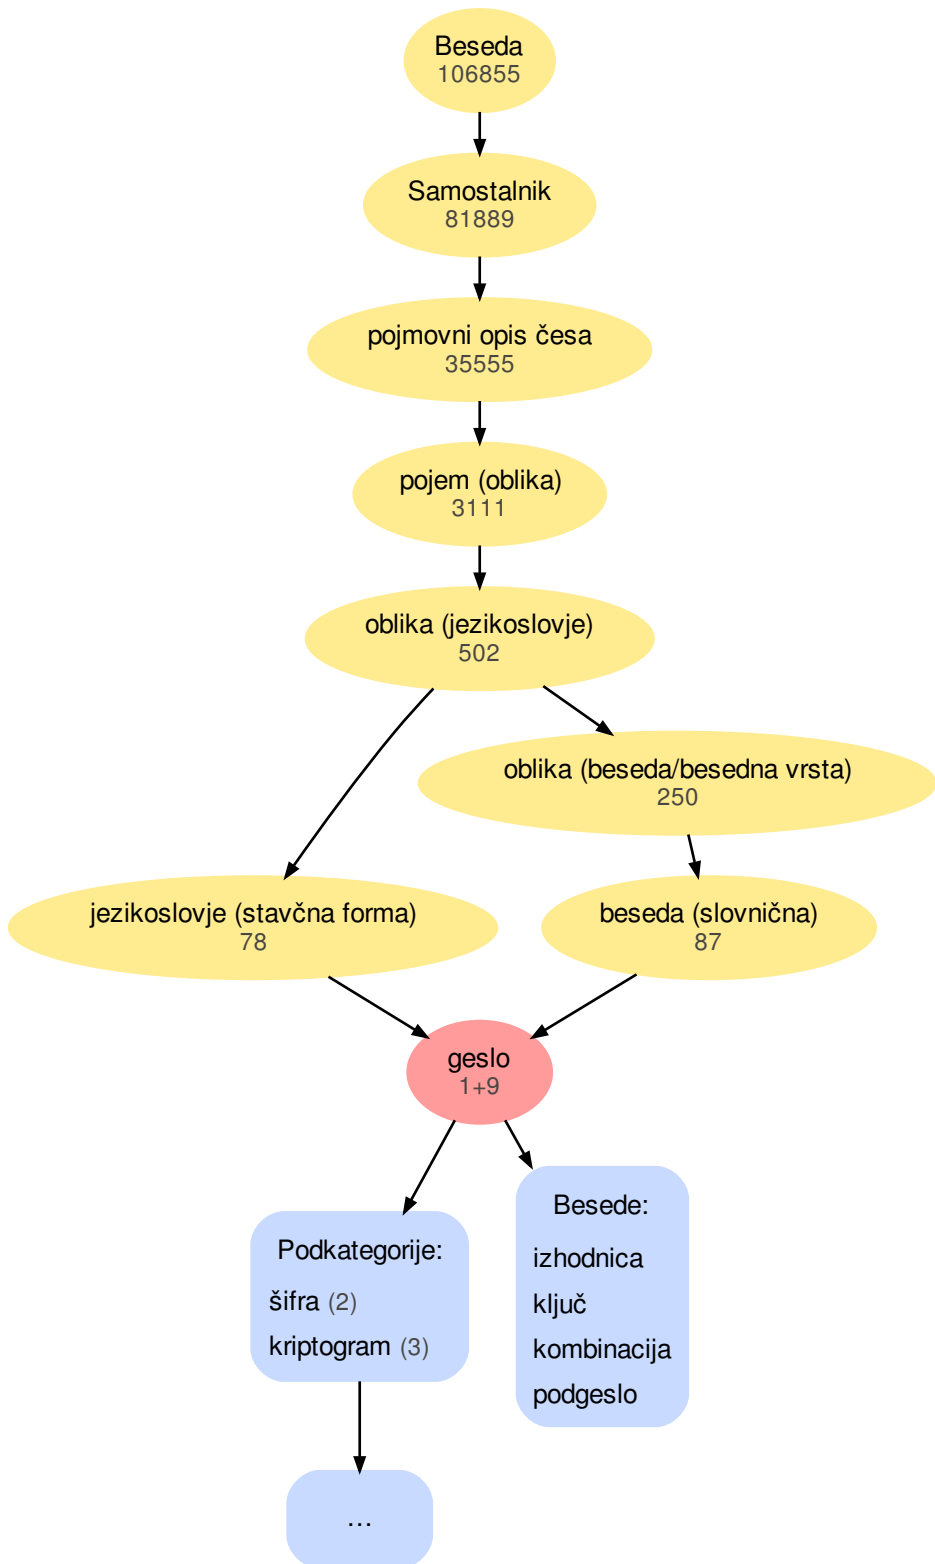 Beseda
106855
Samostalnik
81889
pojmovni opis česa
35555
pojem (oblika)
3111
oblika (jezikoslovje)
502
oblika (beseda/besedna vrsta)
250
jezikoslovje (stavčna forma)
78
beseda (slovnična)
87
geslo
1+9
Podkategorije:
šifra (2)
kriptogram (3)
Besede:
izhodnica
ključ
kombinacija
podgeslo
...